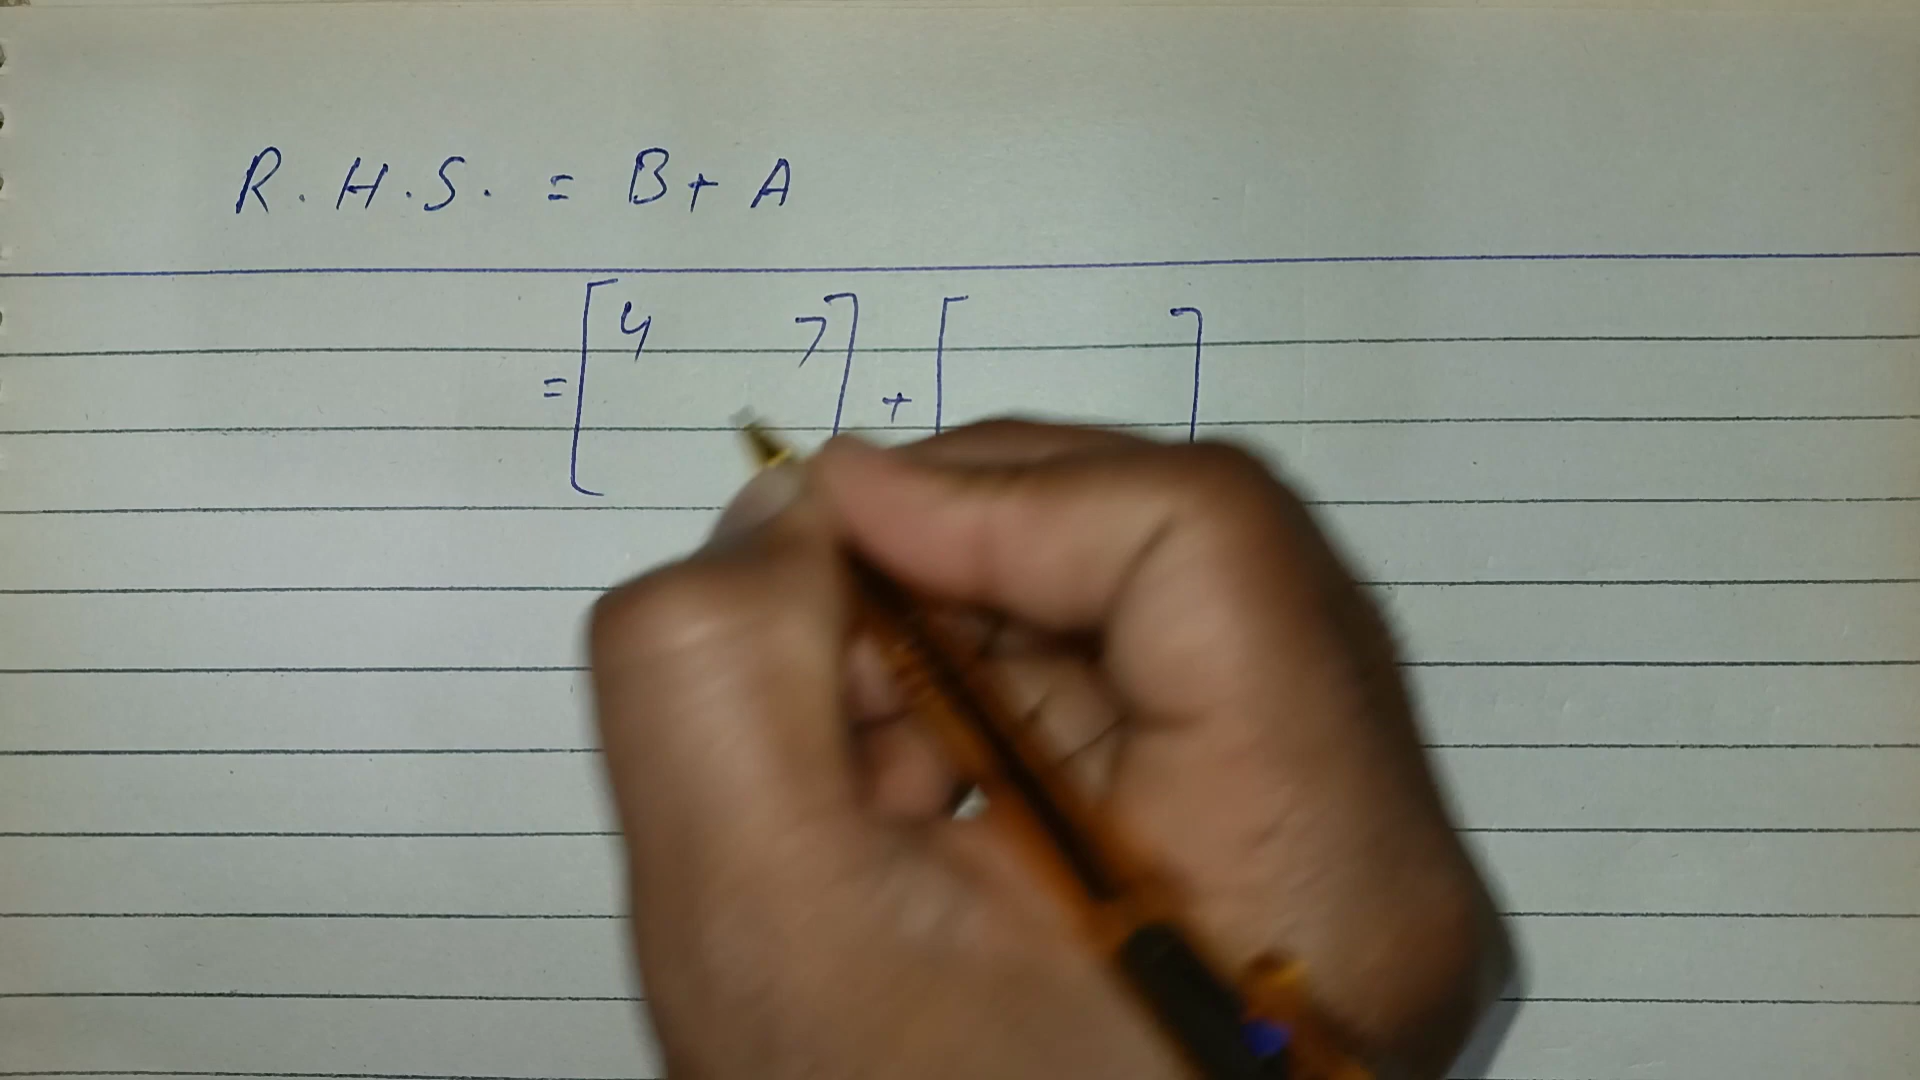 R.H.S. = B+ A
= [4 7] + [ ]